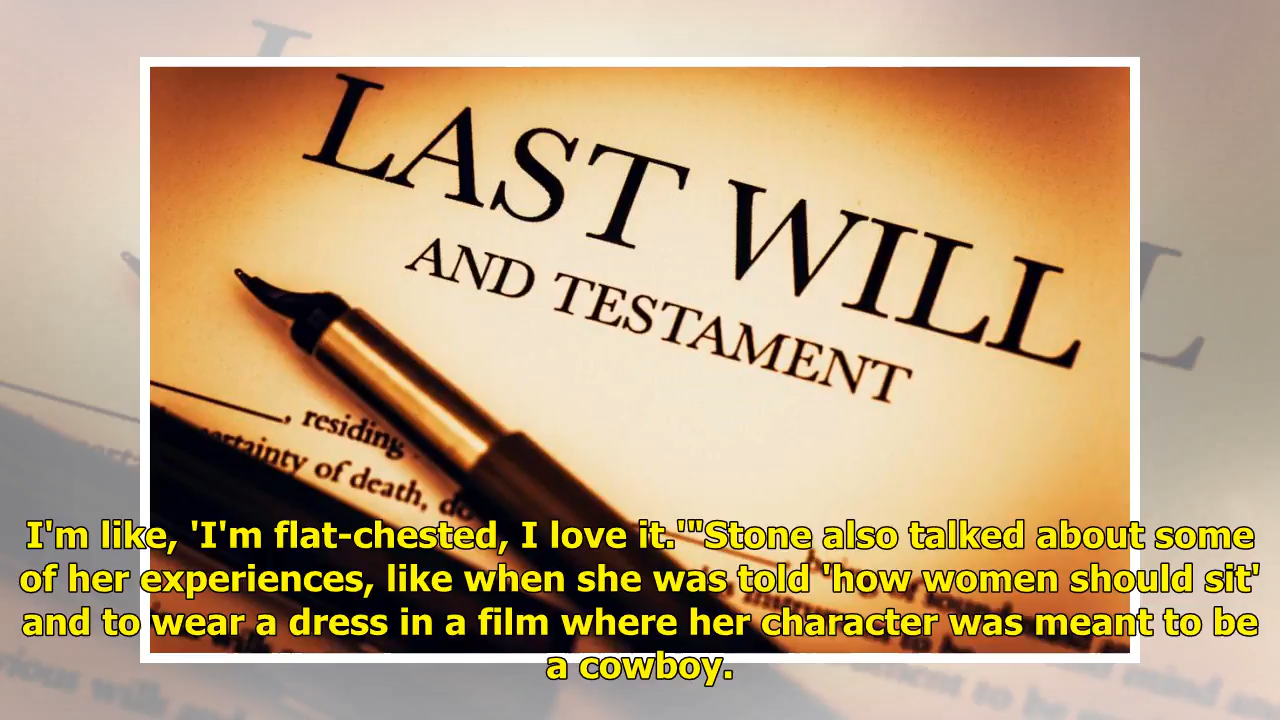 LAST WILL
AND TESTAMENT
, residing
certainty of death, do
I'm like, 'I'm flat-chested, I love it.'"Stone also talked about some
of her experiences, like when she was told 'how women should sit'
and to wear a dress in a film where her character was meant to be
a cowboy.